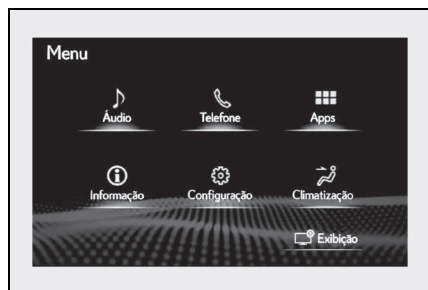 Menu
Áudio
Telefone
Apps
Informação
Configuração
Climatização
Exibição